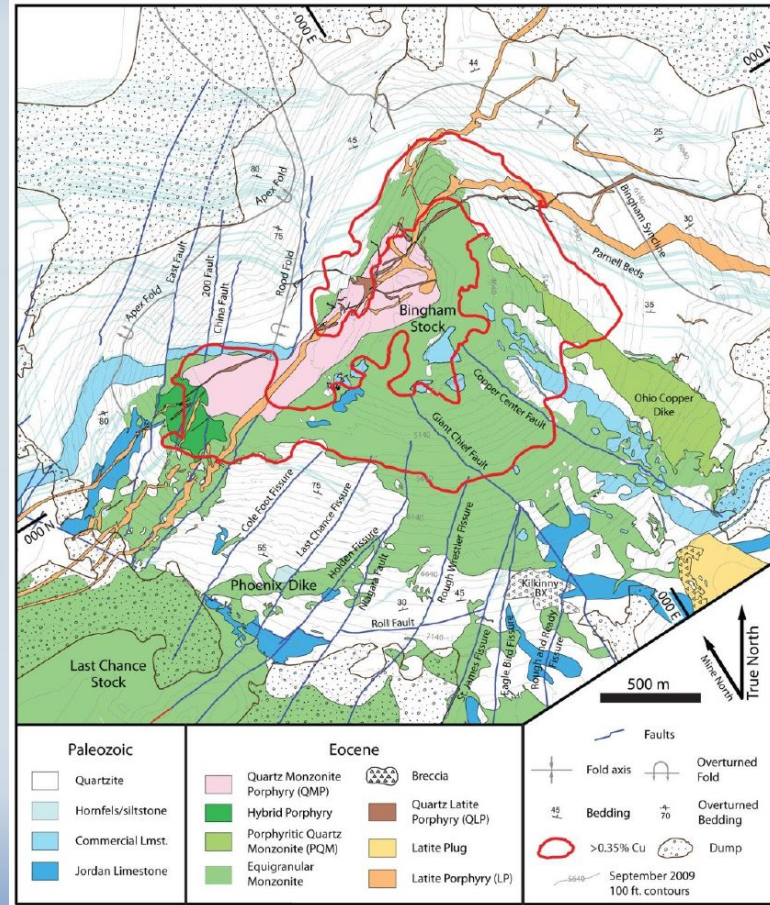 000 E
000 N
44
45
25
80
Apex Fold
6640
Bingham Syncline
East Fault
200 Fault
China Fault
75
Road Fold
30
Parnell Beds
Apex Fold
35
Bingham
Stock
Ohio Copper
Dike
Copper Center Fault
Giant Chief Fault
80
000 N
Cole Foot Fissure
75
Last Chance Fissure
Holden Fissure
Niagara Fault
Rough Wrestler Fissure
55
Phoenix Dike
6640
30
45
Kilkinny
BX
000 E
Roll Fault
7140
Last Chance
Stock
St. James Fissure
Eagle Bird Fissure
Rough and Ready
Fissure
Mine North
True North
500 m
Paleozoic
Quartzite
Hornfels/siltstone
Commercial Lmst.
Jordan Limestone
Eocene
Quartz Monzonite
Porphyry (QMP)
Hybrid Porphyry
Porphyritic Quartz
Monzonite (PQM)
Equigranular
Monzonite
Breccia
Quartz Latite
Porphyry (QLP)
Latite Plug
Latite Porphyry (LP)
Faults
Fold axis
Overturned
Fold
45
Bedding
70
Overturned
Bedding
>0.35% Cu
Dump
5640
September 2009
100 ft. contours